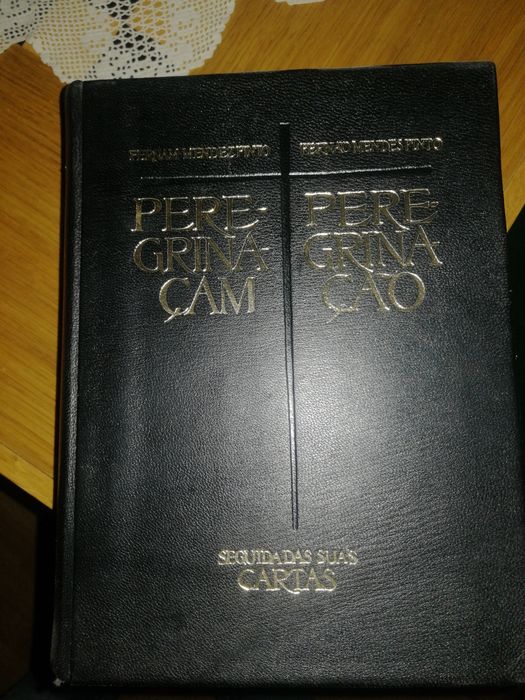 FERNAM MENDEZ PINTO
PERE-
GRINA-
ÇAM
FERNÃO MENDES PINTO
PERE-
GRINA-
ÇÃO
SEGUIDA DAS SUAS
CARTAS